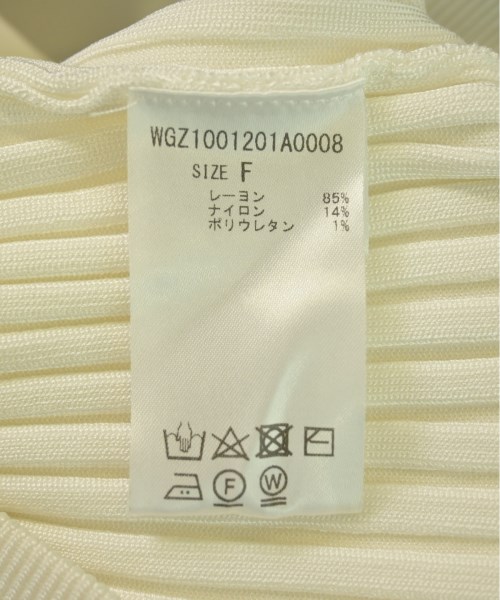 WGZ1001201A0008
SIZE F
レーヨン 85%
ナイロン 14%
ポリウレタン 1%
F W